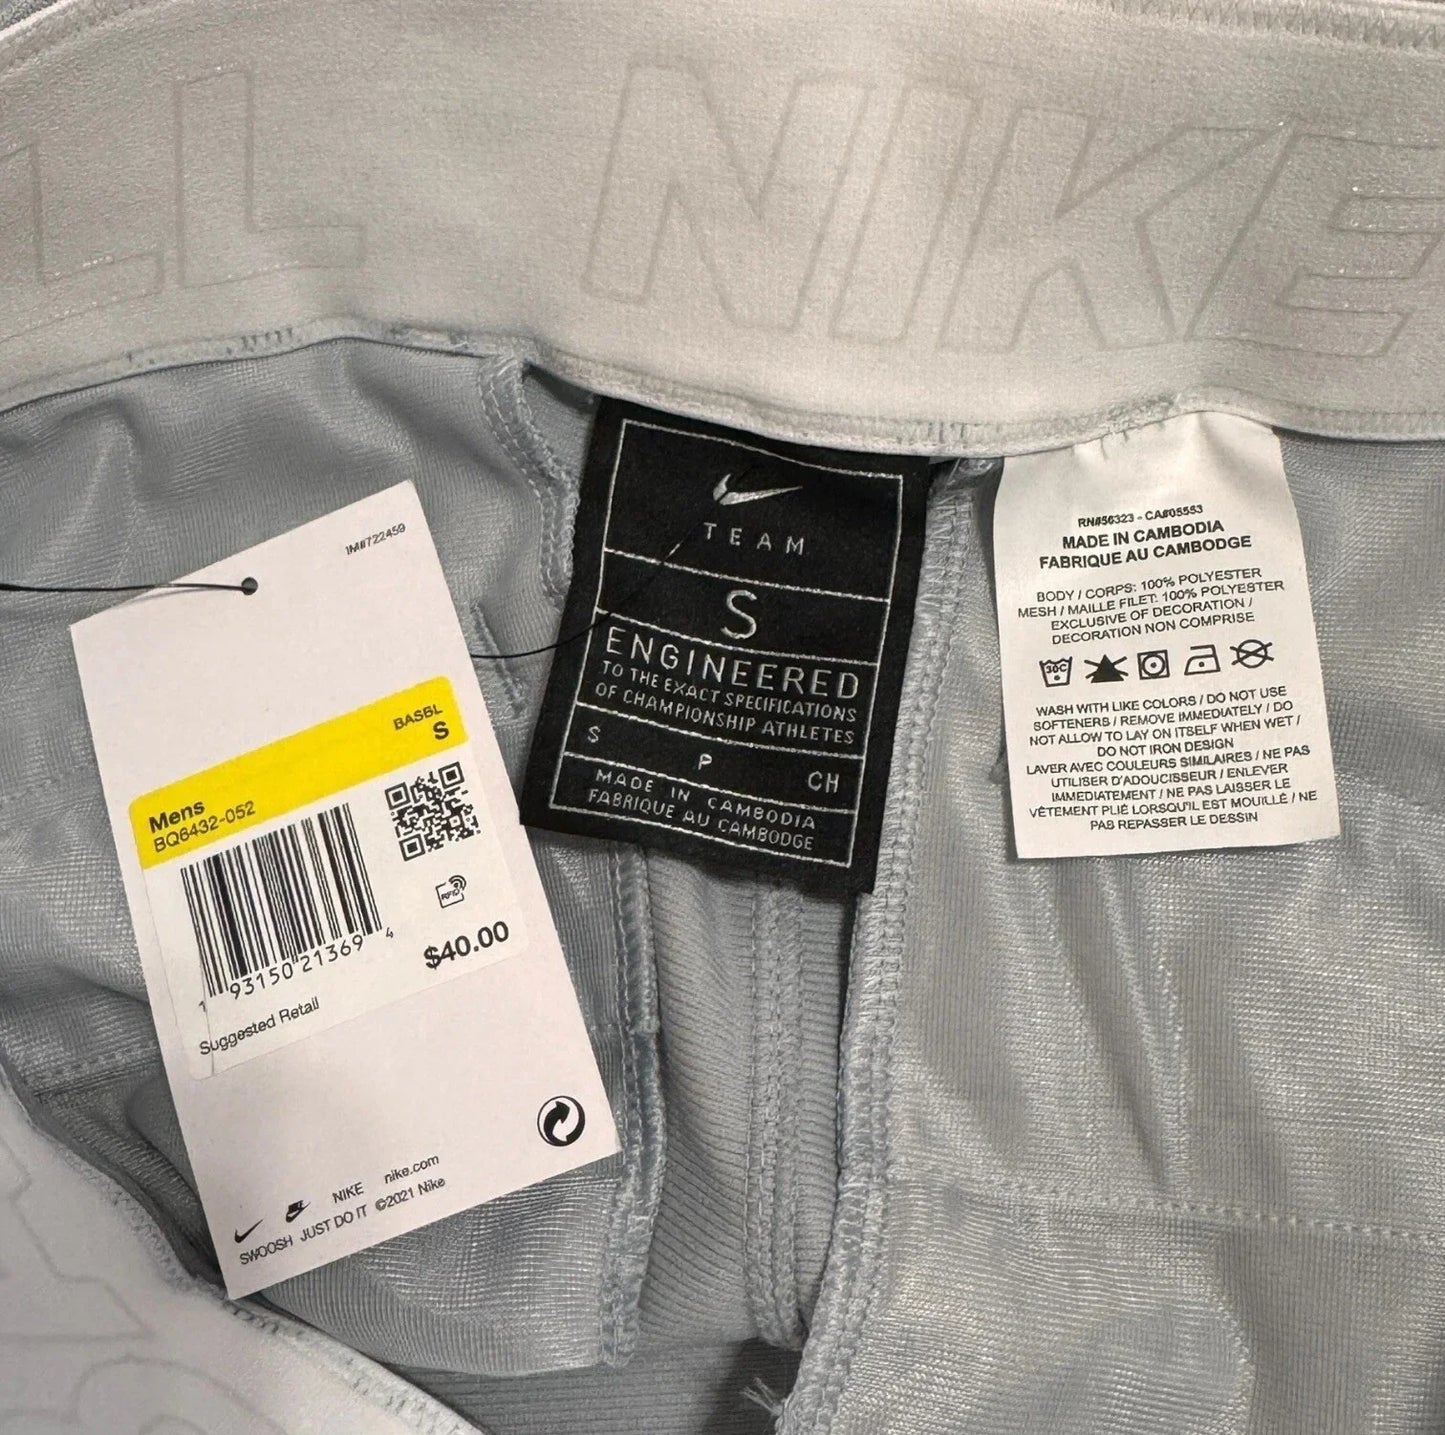 LL NIKE
IM#722459
BASBL
S
Mens
BQ6432-052
RFID
1 93150 21369 4
$40.00
Suggested Retail
NIKE nike.com
SWOOSH JUST DO IT ©2021 Nike
TEAM
S
ENGINEERED
TO THE EXACT SPECIFICATIONS
OF CHAMPIONSHIP ATHLETES
S P CH
MADE IN CAMBODIA
FABRIQUE AU CAMBODGE
RN#56323 - CA#05553
MADE IN CAMBODIA
FABRIQUE AU CAMBODGE
BODY / CORPS: 100% POLYESTER
MESH / MAILLE FILET: 100% POLYESTER
EXCLUSIVE OF DECORATION /
DECORATION NON COMPRISE
30C
WASH WITH LIKE COLORS / DO NOT USE
SOFTENERS / REMOVE IMMEDIATELY / DO
NOT ALLOW TO LAY ON ITSELF WHEN WET /
DO NOT IRON DESIGN
LAVER AVEC COULEURS SIMILAIRES / NE PAS
UTILISER D'ADOUCISSEUR / ENLEVER
IMMEDIATEMENT / NE PAS LAISSER LE
VÊTEMENT PLIÉ LORSQU'IL EST MOUILLÉ / NE
PAS REPASSER LE DESSIN